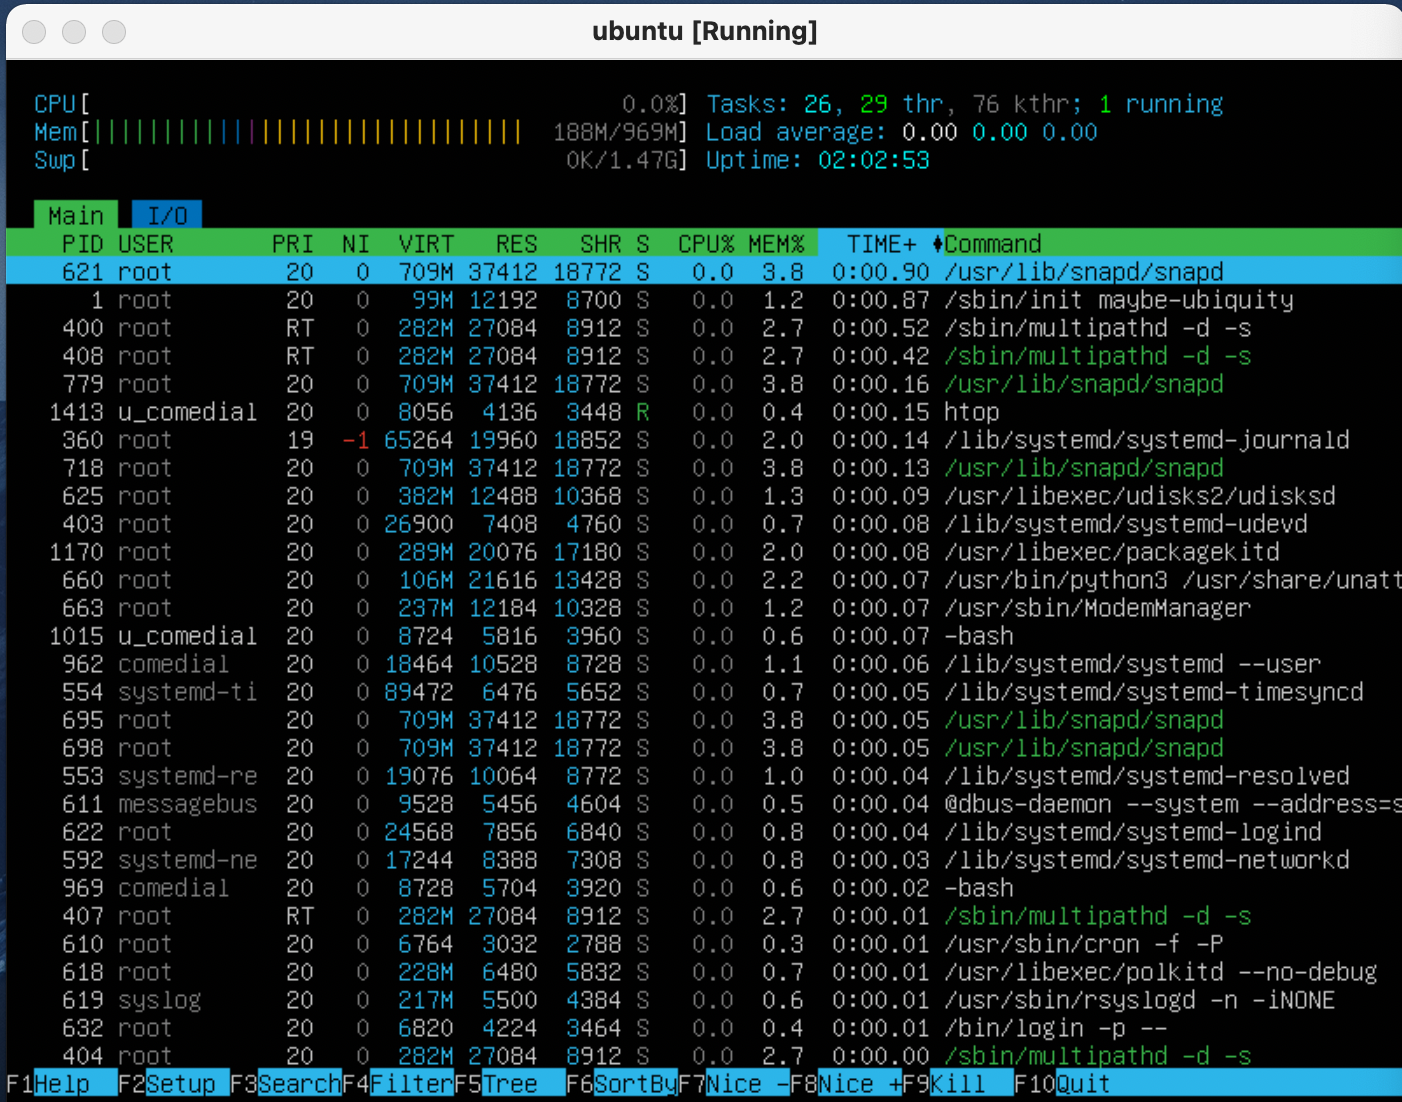 ubuntu [Running]
CPU[ 0.0%] Tasks: 26, 29 thr, 76 kthr; 1 running
Mem[||||||||||||||||||||||||||||||| 188M/969M] Load average: 0.00 0.00 0.00
Swp[ 0K/1.47G] Uptime: 02:02:53
Main I/O
PID USER PRI NI VIRT RES SHR S CPU% MEM% TIME+ Command
621 root 20 0 709M 37412 18772 S 0.0 3.8 0:00.90 /usr/lib/snapd/snapd
1 root 20 0 99M 12192 8700 S 0.0 1.2 0:00.87 /sbin/init maybe-ubiquity
400 root RT 0 282M 27084 8912 S 0.0 2.7 0:00.52 /sbin/multipathd -d -s
408 root RT 0 282M 27084 8912 S 0.0 2.7 0:00.42 /sbin/multipathd -d -s
779 root 20 0 709M 37412 18772 S 0.0 3.8 0:00.16 /usr/lib/snapd/snapd
1413 u_comedial 20 0 8056 4136 3448 R 0.0 0.4 0:00.15 htop
360 root 19 -1 65264 19960 18852 S 0.0 2.0 0:00.14 /lib/systemd/systemd-journald
718 root 20 0 709M 37412 18772 S 0.0 3.8 0:00.13 /usr/lib/snapd/snapd
625 root 20 0 382M 12488 10368 S 0.0 1.3 0:00.09 /usr/libexec/udisks2/udisksd
403 root 20 0 26900 7408 4760 S 0.0 0.7 0:00.08 /lib/systemd/systemd-udevd
1170 root 20 0 289M 20076 17180 S 0.0 2.0 0:00.08 /usr/libexec/packagekitd
660 root 20 0 106M 21616 13428 S 0.0 2.2 0:00.07 /usr/bin/python3 /usr/share/unatt
663 root 20 0 237M 12184 10328 S 0.0 1.2 0:00.07 /usr/sbin/ModemManager
1015 u_comedial 20 0 8724 5816 3960 S 0.0 0.6 0:00.07 -bash
962 comedial 20 0 18464 10528 8728 S 0.0 1.1 0:00.06 /lib/systemd/systemd --user
554 systemd-ti 20 0 89472 6476 5652 S 0.0 0.7 0:00.05 /lib/systemd/systemd-timesyncd
695 root 20 0 709M 37412 18772 S 0.0 3.8 0:00.05 /usr/lib/snapd/snapd
698 root 20 0 709M 37412 18772 S 0.0 3.8 0:00.05 /usr/lib/snapd/snapd
553 systemd-re 20 0 19076 10064 8772 S 0.0 1.0 0:00.04 /lib/systemd/systemd-resolved
611 messagebus 20 0 9528 5456 4604 S 0.0 0.5 0:00.04 @dbus-daemon --system --address=s
622 root 20 0 24568 7856 6840 S 0.0 0.8 0:00.04 /lib/systemd/systemd-logind
592 systemd-ne 20 0 17244 8388 7308 S 0.0 0.8 0:00.03 /lib/systemd/systemd-networkd
969 comedial 20 0 8728 5704 3920 S 0.0 0.6 0:00.02 -bash
407 root RT 0 282M 27084 8912 S 0.0 2.7 0:00.01 /sbin/multipathd -d -s
610 root 20 0 6764 3032 2788 S 0.0 0.3 0:00.01 /usr/sbin/cron -f -P
618 root 20 0 228M 6480 5832 S 0.0 0.7 0:00.01 /usr/libexec/polkitd --no-debug
619 syslog 20 0 217M 5500 4384 S 0.0 0.6 0:00.01 /usr/sbin/rsyslogd -n -iNONE
632 root 20 0 6820 4224 3464 S 0.0 0.4 0:00.01 /bin/login -p --
404 root 20 0 282M 27084 8912 S 0.0 2.7 0:00.00 /sbin/multipathd -d -s
F1Help F2Setup F3SearchF4FilterF5Tree F6SortByF7Nice -F8Nice +F9Kill F10Quit